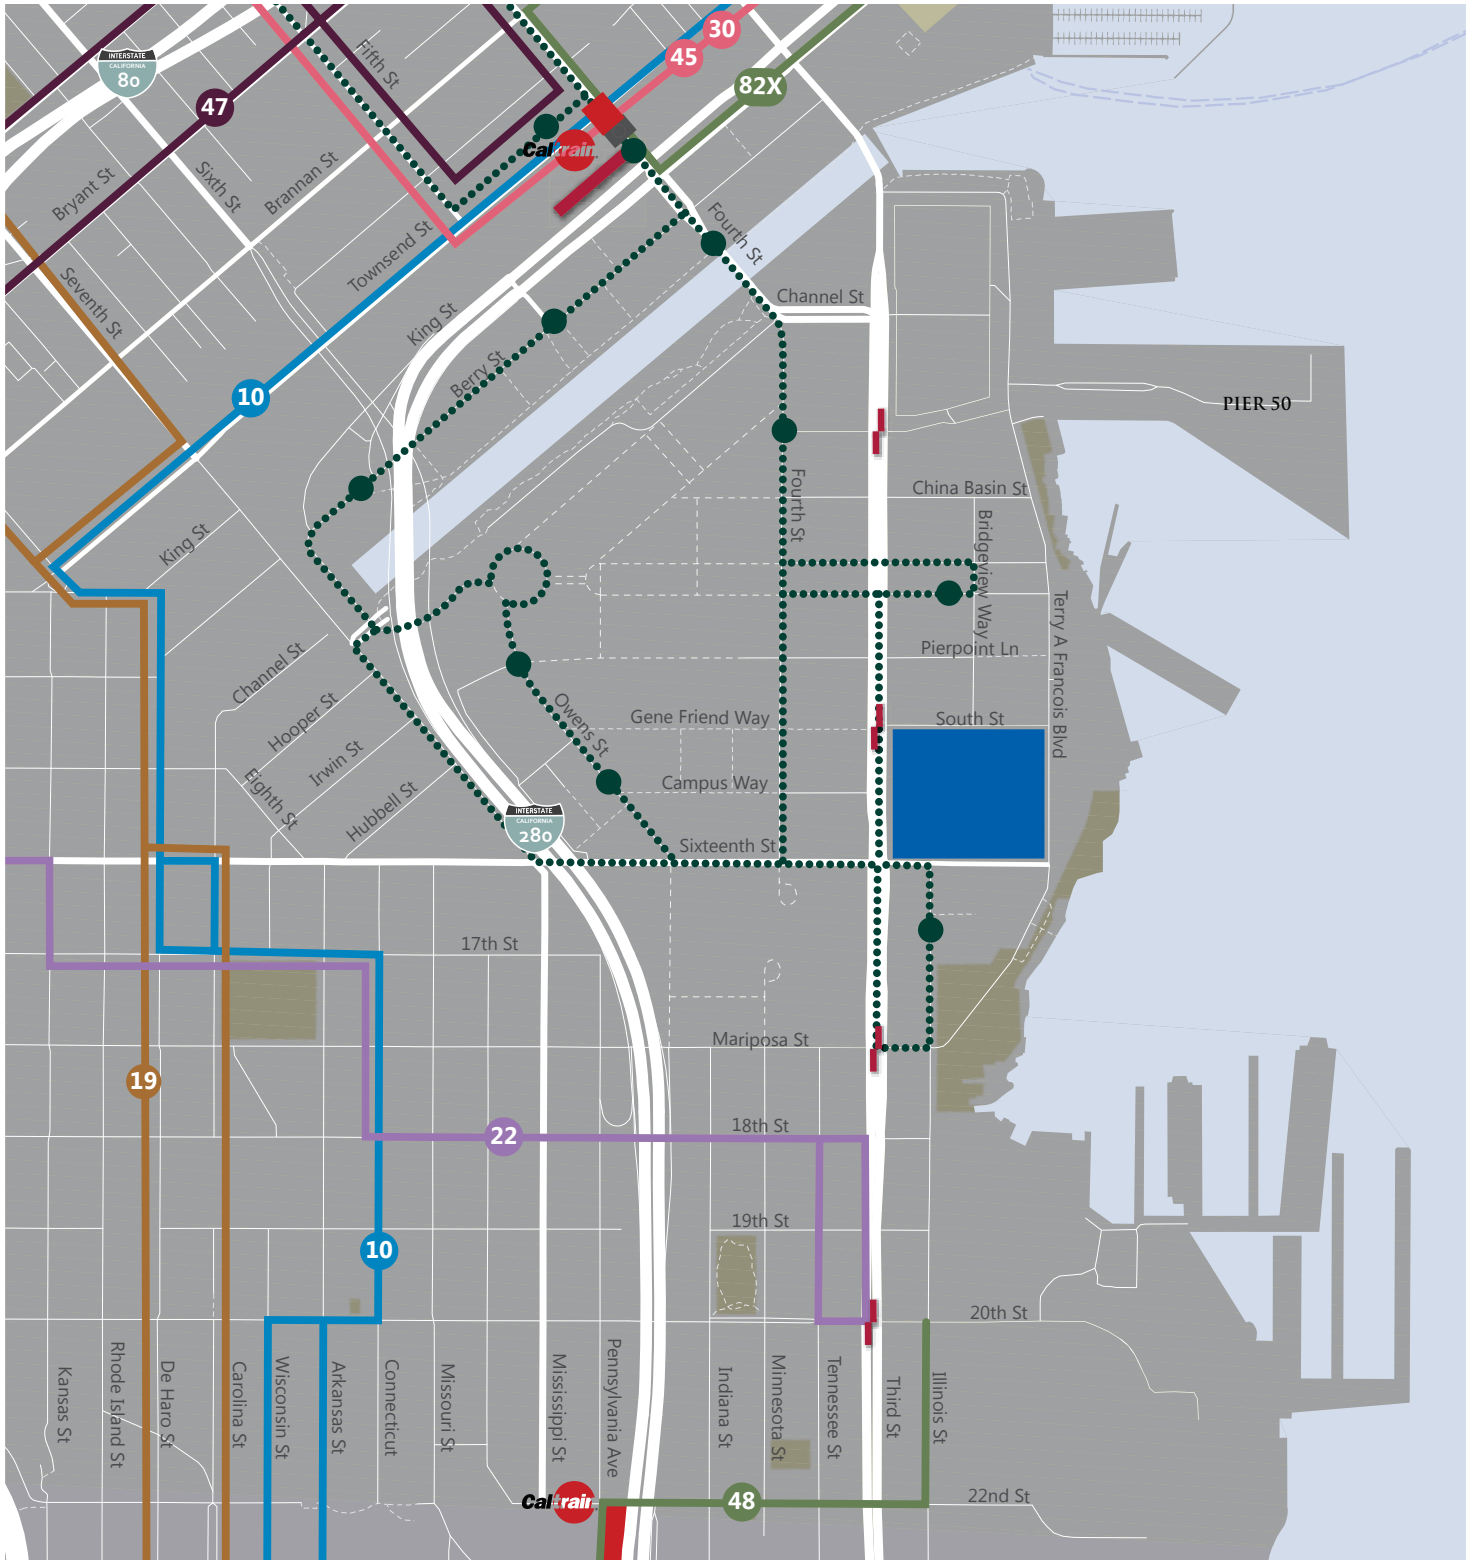 30
45
INTERSTATE
CALIFORNIA
80
Fifth St
82X
47
Caltrain
Sixth St
Brannan St
Bryant St
Fourth St
Townsend St
Seventh St
Channel St
King St
Berry St
10
PIER 50
Fourth St
China Basin St
Bridgeview Way
King St
Terry A Francois Blvd
Channel St
Pierpoint Ln
Hooper St
Owens St
Gene Friend Way
South St
Irwin St
Eighth St
Hubbell St
Campus Way
INTERSTATE
CALIFORNIA
280
Sixteenth St
17th St
Mariposa St
19
22
18th St
19th St
10
20th St
Kansas St
Rhode Island St
De Haro St
Carolina St
Wisconsin St
Arkansas St
Connecticut
Missouri St
Mississippi St
Pennsylvania Ave
Indiana St
Minnesota St
Tennessee St
Third St
Illinois St
Caltrain
48
22nd St